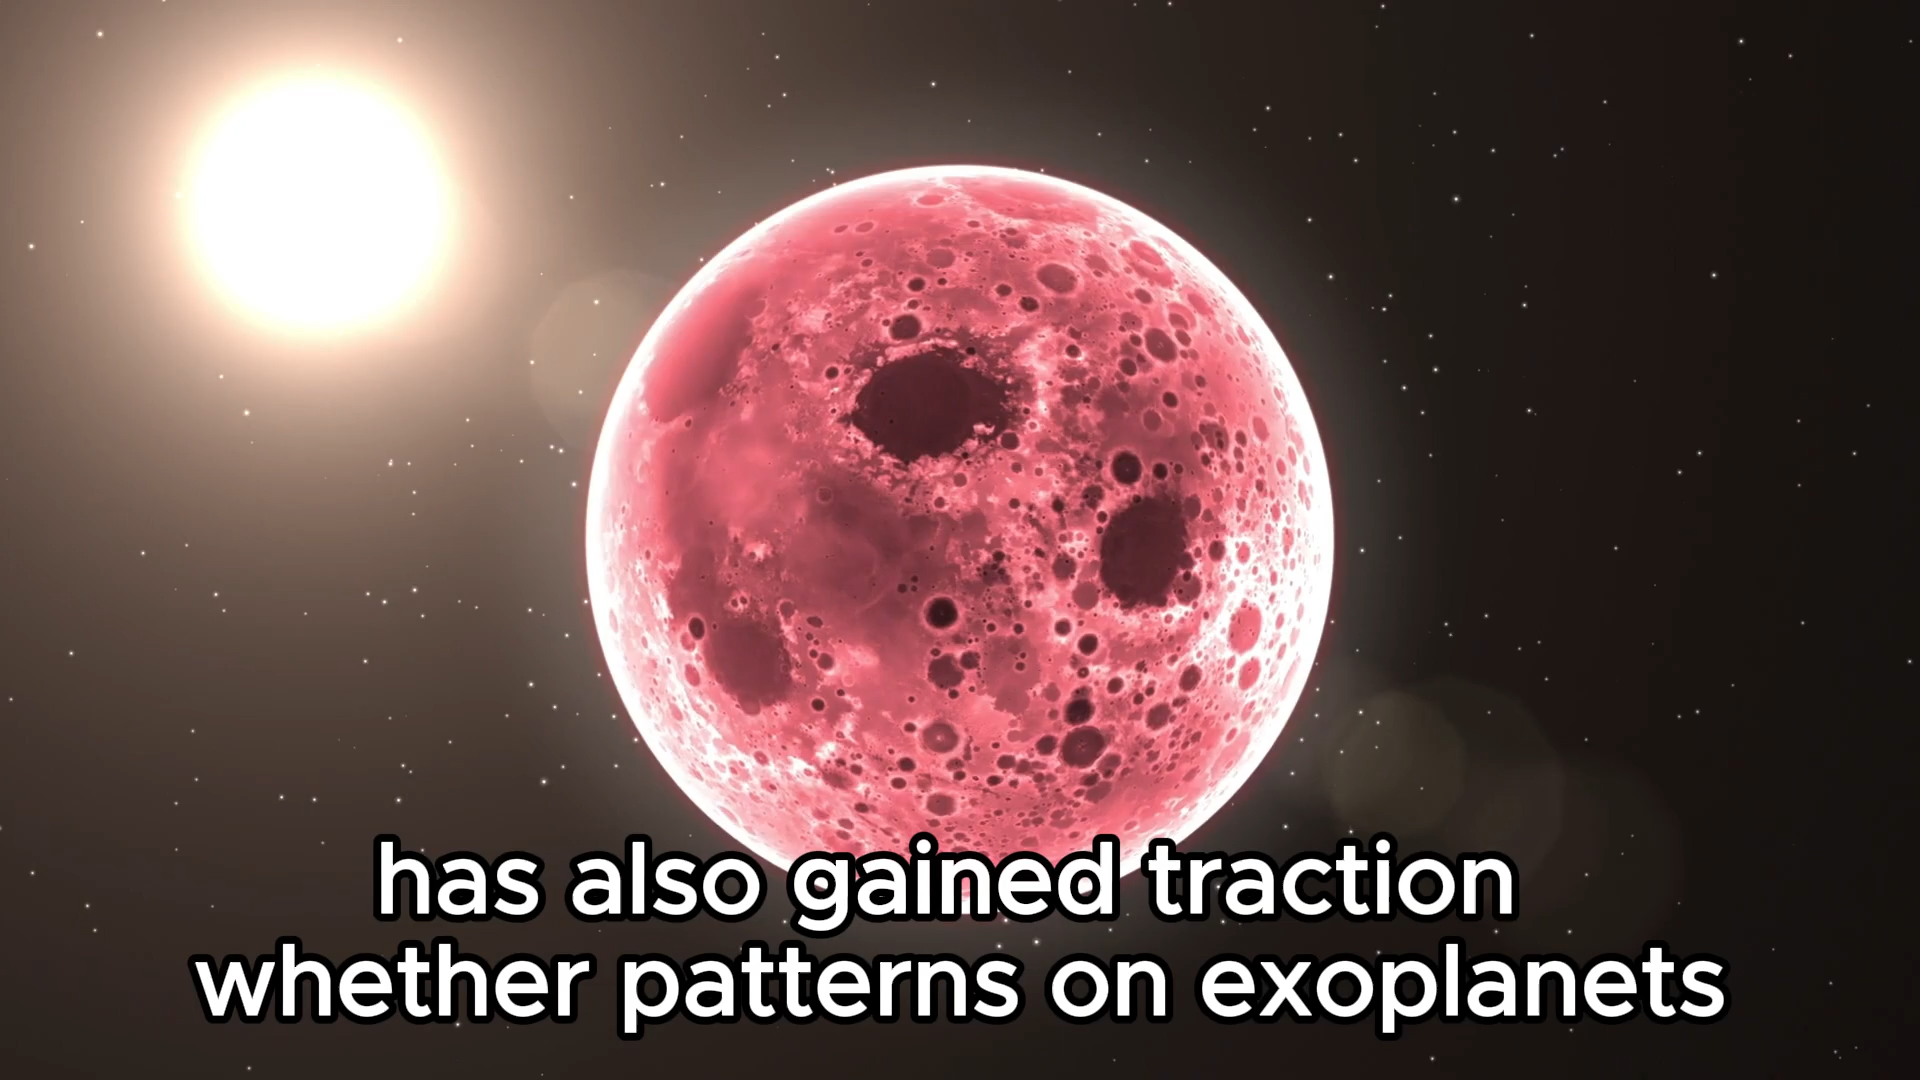 has also gained traction
whether patterns on exoplanets